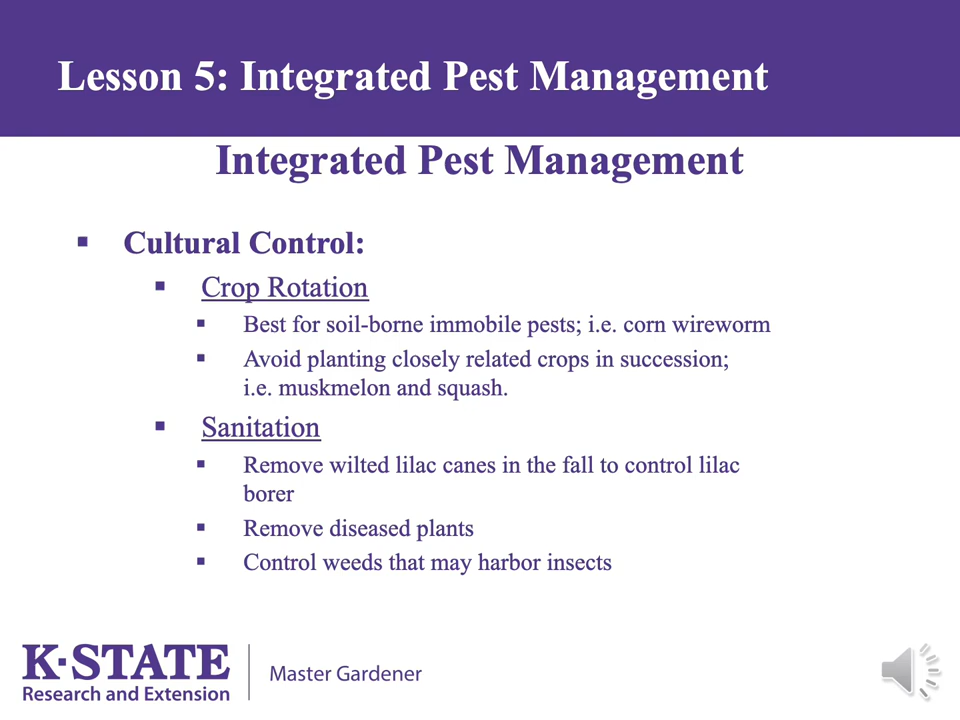 Lesson 5: Integrated Pest Management
Integrated Pest Management
▪ Cultural Control:
▪ Crop Rotation
▪ Best for soil-borne immobile pests; i.e. corn wireworm
▪ Avoid planting closely related crops in succession;
i.e. muskmelon and squash.
▪ Sanitation
▪ Remove wilted lilac canes in the fall to control lilac
borer
▪ Remove diseased plants
▪ Control weeds that may harbor insects
K·STATE
Research and Extension
Master Gardener